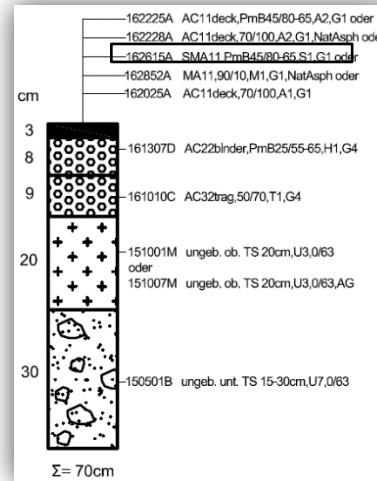 162225A AC11deck,PmB45/80-65,A2,G1 oder
162228A AC11deck,70/100,A2,G1,NatAsph oder
162615A SMA11 PmB45/80-65,S1,G1 oder
162852A MA11,90/10,M1,G1,NatAsph oder
162025A AC11deck,70/100,A1,G1
cm
3
8
161307D AC22binder,PmB25/55-65,H1,G4
9
161010C AC32trag,50/70,T1,G4
20
151001M ungeb. ob. TS 20cm,U3,0/63
oder
151007M ungeb. ob. TS 20cm,U3,0/63,AG
30
150501B ungeb. unt. TS 15-30cm,U7,0/63
Σ= 70cm